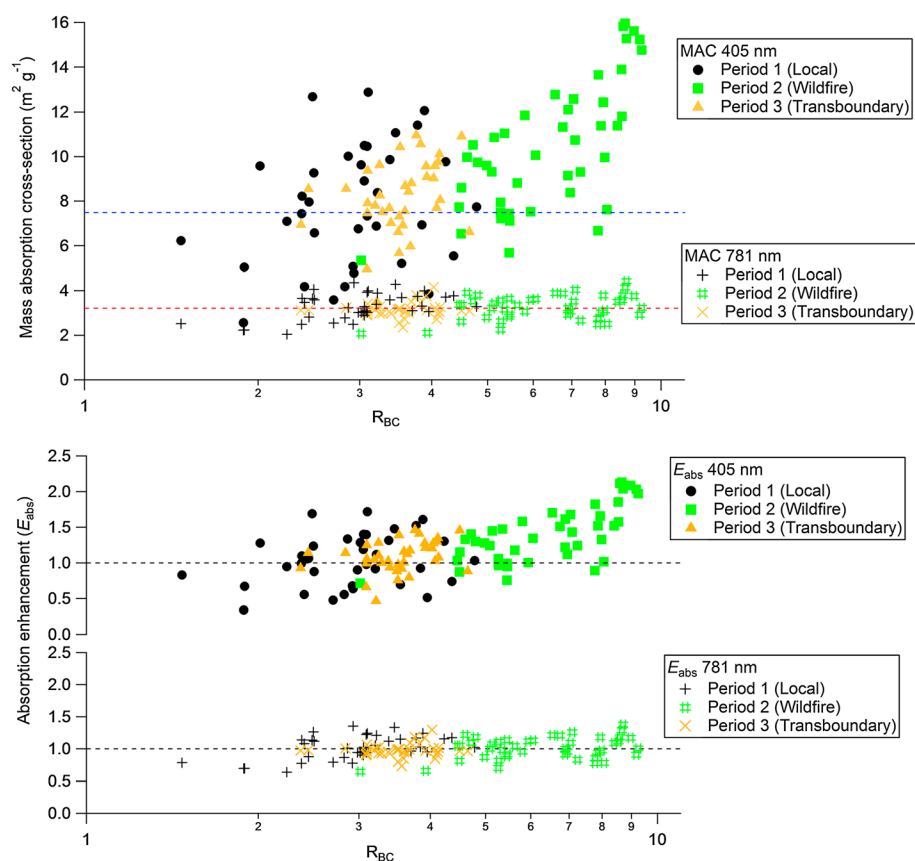 16
14
12
10
8
6
4
2
0
Mass absorption cross-section (m² g⁻¹)
MAC 405 nm
Period 1 (Local)
Period 2 (Wildfire)
Period 3 (Transboundary)
MAC 781 nm
Period 1 (Local)
Period 2 (Wildfire)
Period 3 (Transboundary)
1 2 3 4 5 6 7 8 9 10
R_BC
2.5
2.0
1.5
1.0
0.5
0.0
2.5
2.0
1.5
1.0
0.5
0.0
Absorption enhancement (E_abs)
E_abs 405 nm
Period 1 (Local)
Period 2 (Wildfire)
Period 3 (Transboundary)
E_abs 781 nm
Period 1 (Local)
Period 2 (Wildfire)
Period 3 (Transboundary)
1 2 3 4 5 6 7 8 9 10
R_BC